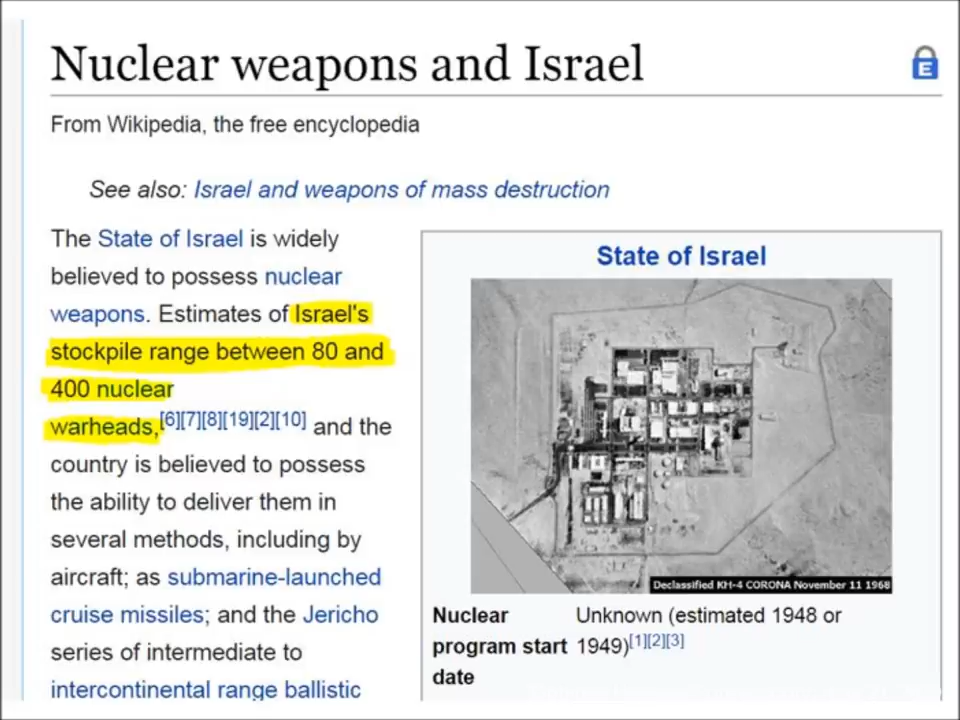 Nuclear weapons and Israel
E
From Wikipedia, the free encyclopedia
See also: Israel and weapons of mass destruction
The State of Israel is widely
believed to possess nuclear
weapons. Estimates of Israel's
stockpile range between 80 and
400 nuclear
warheads,[6][7][8][19][2][10] and the
country is believed to possess
the ability to deliver them in
several methods, including by
aircraft; as submarine-launched
cruise missiles; and the Jericho
series of intermediate to
intercontinental range ballistic
State of Israel
Declassified KH-4 CORONA November 11 1968
Nuclear Unknown (estimated 1948 or
program start 1949)[1][2][3]
date